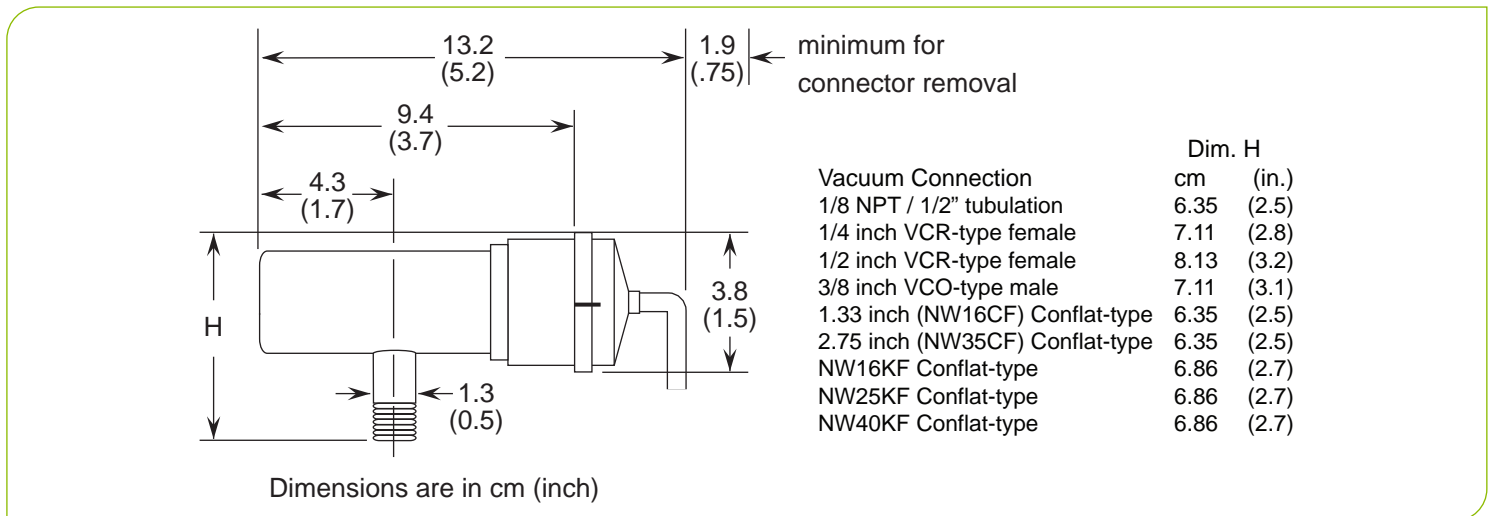 13.2
(5.2)
1.9
(.75)
minimum for
connector removal
9.4
(3.7)
4.3
(1.7)
H
3.8
(1.5)
1.3
(0.5)
Dimensions are in cm (inch)
Dim. H
Vacuum Connection cm (in.)
1/8 NPT / 1/2” tubulation 6.35 (2.5)
1/4 inch VCR-type female 7.11 (2.8)
1/2 inch VCR-type female 8.13 (3.2)
3/8 inch VCO-type male 7.11 (3.1)
1.33 inch (NW16CF) Conflat-type 6.35 (2.5)
2.75 inch (NW35CF) Conflat-type 6.35 (2.5)
NW16KF Conflat-type 6.86 (2.7)
NW25KF Conflat-type 6.86 (2.7)
NW40KF Conflat-type 6.86 (2.7)